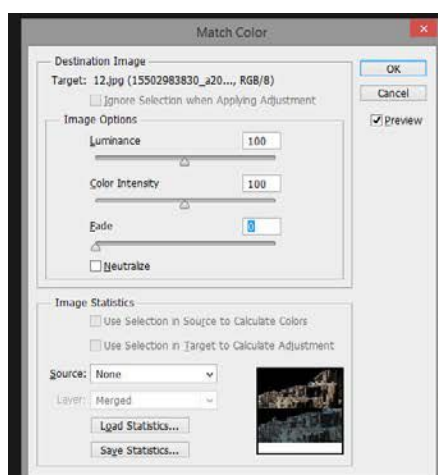 Match Color
Destination Image
Target: 12.jpg (15502983830_a20..., RGB/8)
Ignore Selection when Applying Adjustment
Image Options
Luminance 100
Color Intensity 100
Fade 0
Neutralize
OK
Cancel
Preview
Image Statistics
Use Selection in Source to Calculate Colors
Use Selection in Target to Calculate Adjustment
Source: None
Layer: Merged
Load Statistics...
Save Statistics...